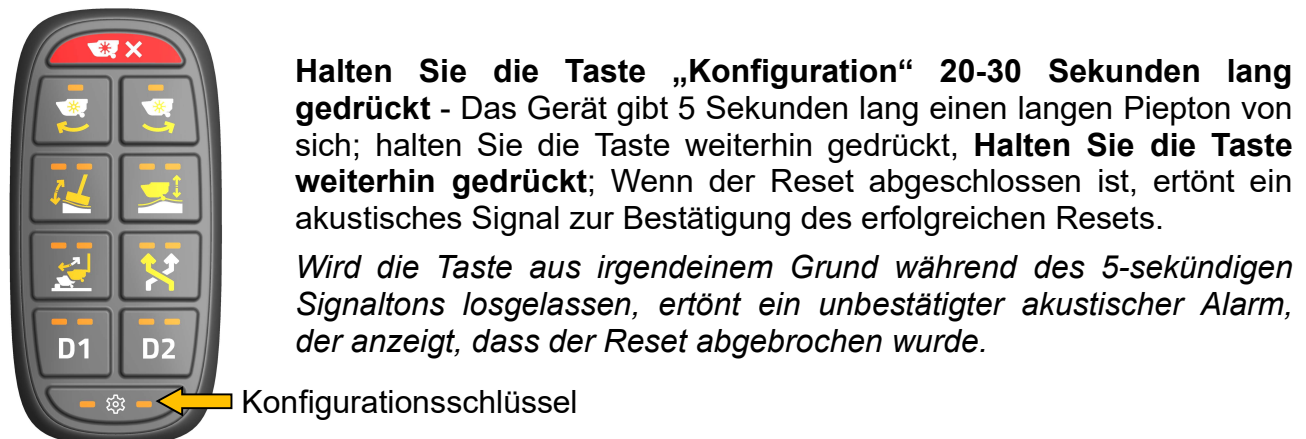 Halten Sie die Taste „Konfiguration“ 20-30 Sekunden lang
gedrückt - Das Gerät gibt 5 Sekunden lang einen langen Piepton von
sich; halten Sie die Taste weiterhin gedrückt, Halten Sie die Taste
weiterhin gedrückt; Wenn der Reset abgeschlossen ist, ertönt ein
akustisches Signal zur Bestätigung des erfolgreichen Resets.
Wird die Taste aus irgendeinem Grund während des 5-sekündigen
Signaltons losgelassen, ertönt ein unbestätigter akustischer Alarm,
der anzeigt, dass der Reset abgebrochen wurde.
D1 D2
Konfigurationsschlüssel